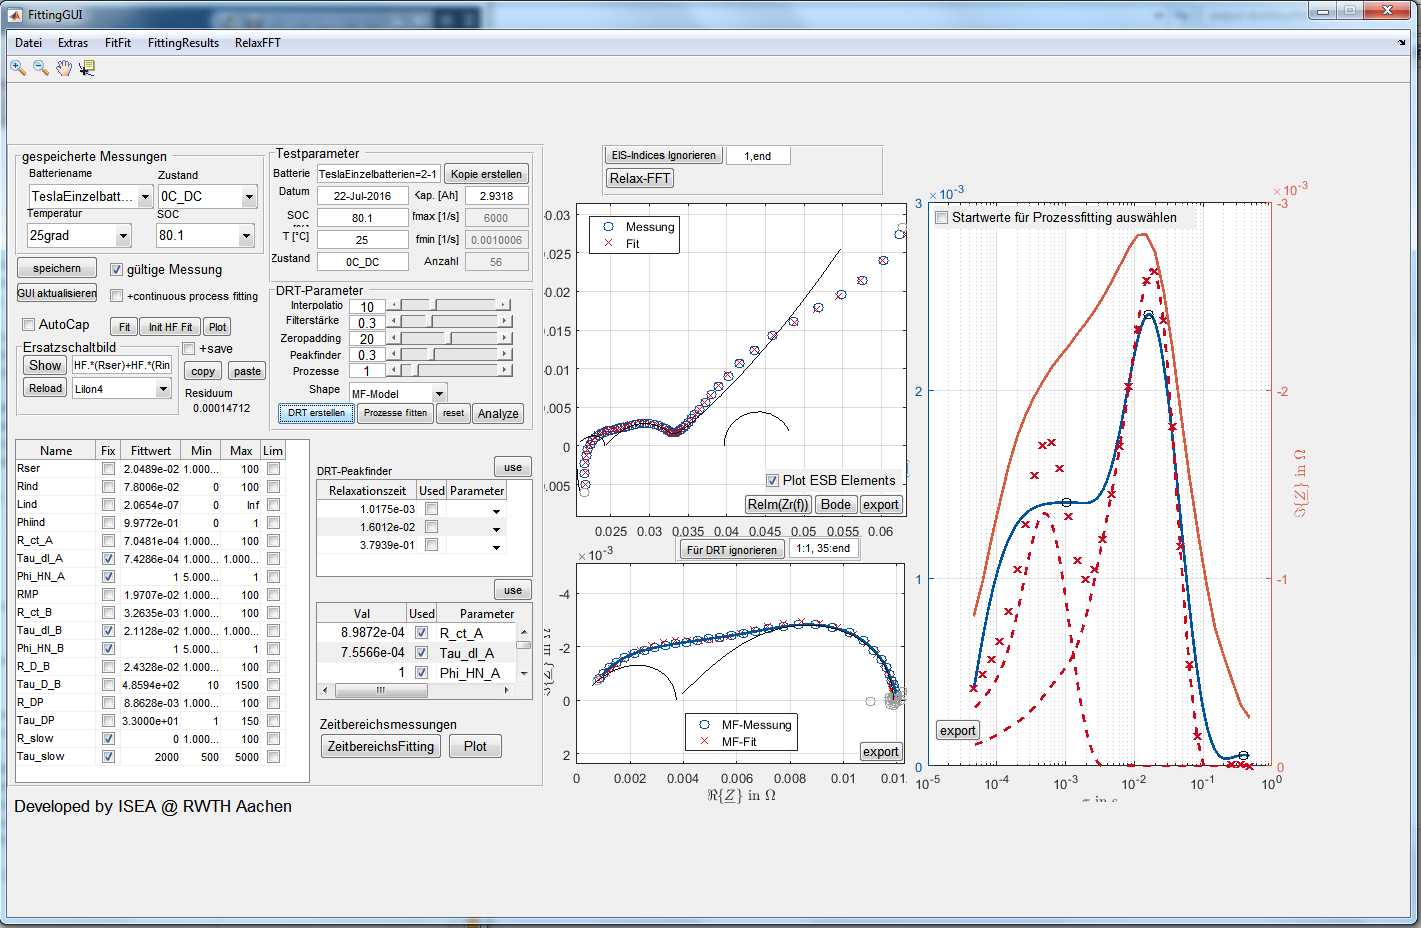 FittingGUI
Datei Extras FitFit FittingResults RelaxFFT
gespeicherte Messungen
Batteriename Zustand
TeslaEinzelbatt... 0C_DC
Temperatur SOC
25grad 80.1
speichern gültige Messung
GUI aktualisieren +continuous process fitting
AutoCap Fit Init HF Fit Plot
Ersatzschaltbild +save
Show HF.*(Rser)+HF.*(Rin copy paste
Reload LiIon4 Residuum
0.00014712
Testparameter
Batterie TeslaEinzelbatterien=2-1 Kopie erstellen
Datum 22-Jul-2016 Kap. [Ah] 2.9318
SOC 80.1 fmax [1/s] 6000
T [°C] 25 fmin [1/s] 0.0010006
Zustand 0C_DC Anzahl 56
DRT-Parameter
Interpolatio 10
Filterstärke 0.3
Zeropadding 20
Peakfinder 0.3
Prozesse 1
Shape MF-Model
DRT erstellen Prozesse fitten reset Analyze
Name Fix Fittwert Min Max Lim
Rser 2.0489e-02 1.000... 100
Rind 7.8006e-02 0 100
Lind 2.0654e-07 0 Inf
Phiind 9.9772e-01 0 1
R_ct_A 7.0481e-04 1.000... 100
Tau_dl_A 7.4286e-04 1.000... 1.000...
Phi_HN_A 1 5.000... 1
RMP 1.9707e-02 1.000... 100
R_ct_B 3.2635e-03 1.000... 100
Tau_dl_B 2.1128e-02 1.000... 1.000...
Phi_HN_B 1 5.000... 1
R_D_B 2.4328e-02 1.000... 100
Tau_D_B 4.8594e+02 10 1500
R_DP 8.8628e-03 1.000... 100
Tau_DP 3.3000e+01 1 150
R_slow 0 1.000... 100
Tau_slow 2000 500 5000
DRT-Peakfinder use
Relaxationszeit Used Parameter
1.0175e-03
1.6012e-02
3.7939e-01
use
Val Used Parameter
8.9872e-04 R_ct_A
7.5566e-04 Tau_dl_A
1 Phi_HN_A
Zeitbereichsmessungen
ZeitbereichsFitting Plot
Developed by ISEA @ RWTH Aachen
EIS-Indices Ignorieren 1,end
Relax-FFT
0.03
0.025
0.02
0.015
0.01
0.005
0
0.005
Messung
Fit
Plot ESB Elements
ReIm(Zr(f)) Bode export
0.025 0.03 0.035 0.04 0.045 0.05 0.055 0.06
Für DRT ignorieren 1:1, 35:end
×10⁻³
-4
-2
0
2
ℑ{Z} in Ω
MF-Messung
MF-Fit
export
0 0.002 0.004 0.006 0.008 0.01
ℜ{Z} in Ω
×10⁻³ ×10⁻³
Startwerte für Prozessfitting auswählen
3 -3
2 -2
1 -1
0 0
ℑ{Z} in Ω
export
10⁻⁵ 10⁻⁴ 10⁻³ 10⁻² 10⁻¹ 10⁰
τ in s